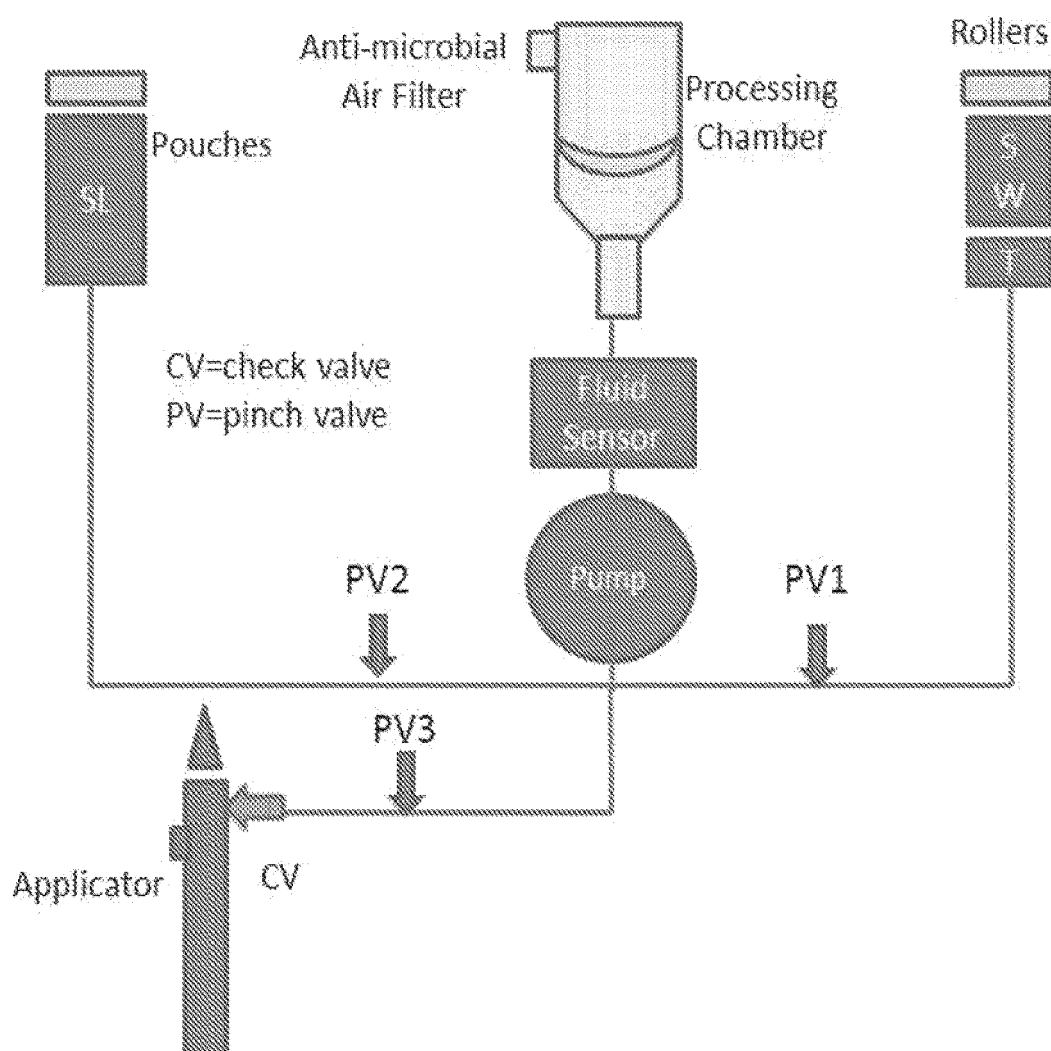 Anti-microbial
Air Filter
Rollers
Processing
Chamber
Pouches
SL
S
W
T
CV=check valve
PV=pinch valve
Fluid
Sensor
Pump
PV2
PV1
PV3
Applicator
CV